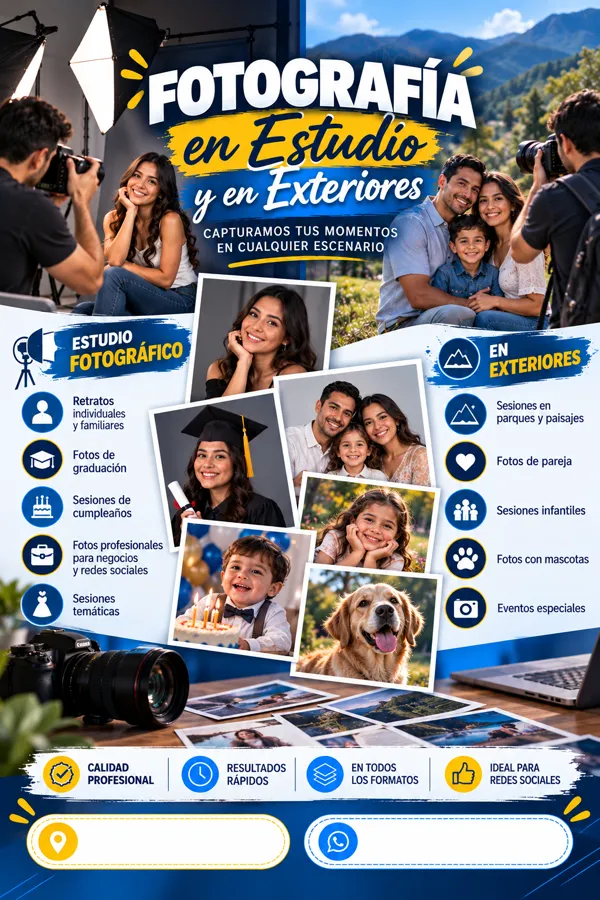 FOTOGRAFÍA
en Estudio
y en Exteriores
CAPTURAMOS TUS MOMENTOS
EN CUALQUIER ESCENARIO
ESTUDIO
FOTOGRÁFICO
Retratos
individuales
y familiares
Fotos de
graduación
Sesiones de
cumpleaños
Fotos profesionales
para negocios
y redes sociales
Sesiones
temáticas
EN
EXTERIORES
Sesiones en
parques y paisajes
Fotos de pareja
Sesiones infantiles
Fotos con mascotas
Eventos especiales
Canon
CALIDAD
PROFESIONAL
RESULTADOS
RÁPIDOS
EN TODOS
LOS FORMATOS
IDEAL PARA
REDES SOCIALES